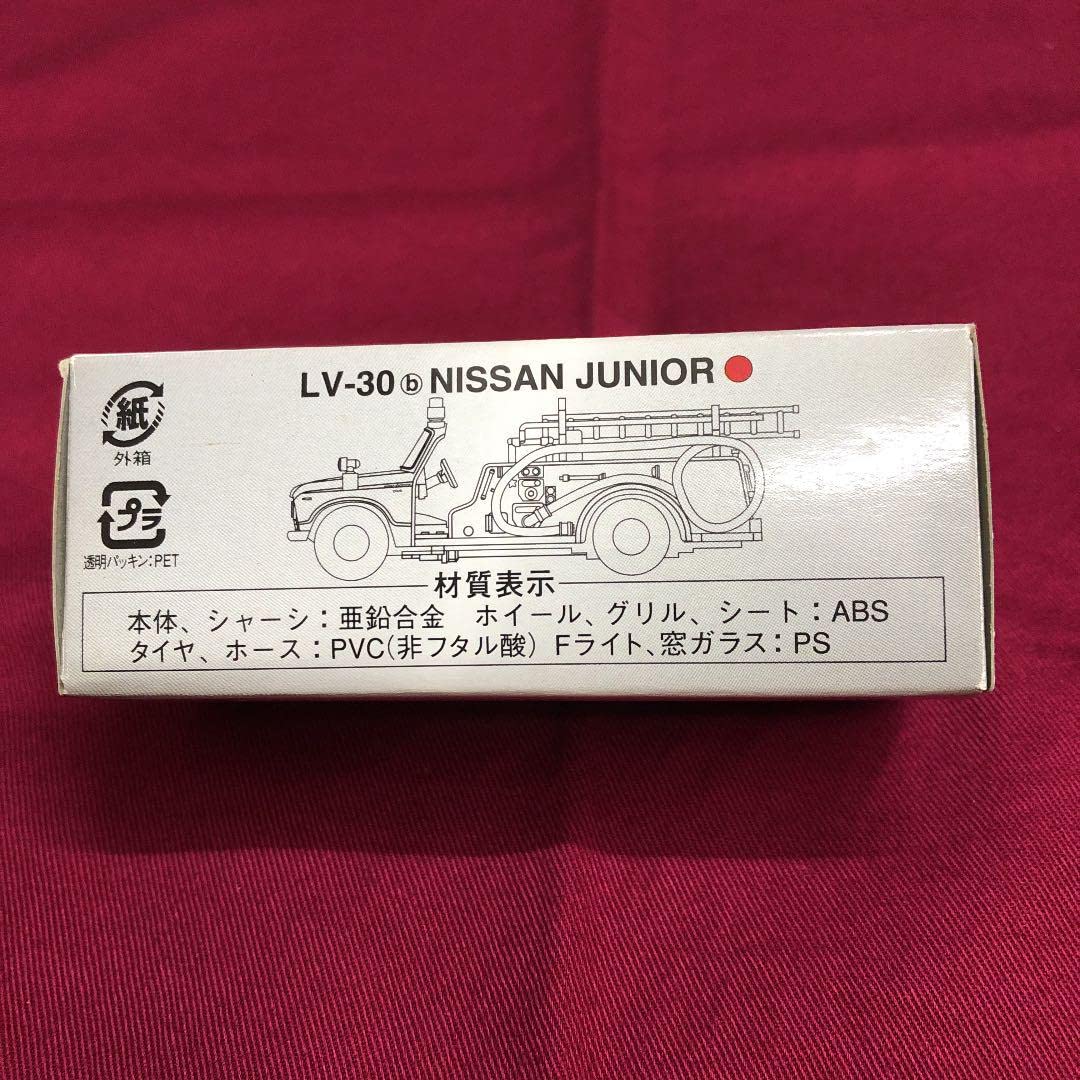 LV-30 ⓑ NISSAN JUNIOR
紙
外箱
プラ
透明パッキン:PET
材質表示
本体、シャーシ:亜鉛合金 ホイール、グリル、シート:ABS
タイヤ、ホース:PVC(非フタル酸) Fライト、窓ガラス:PS